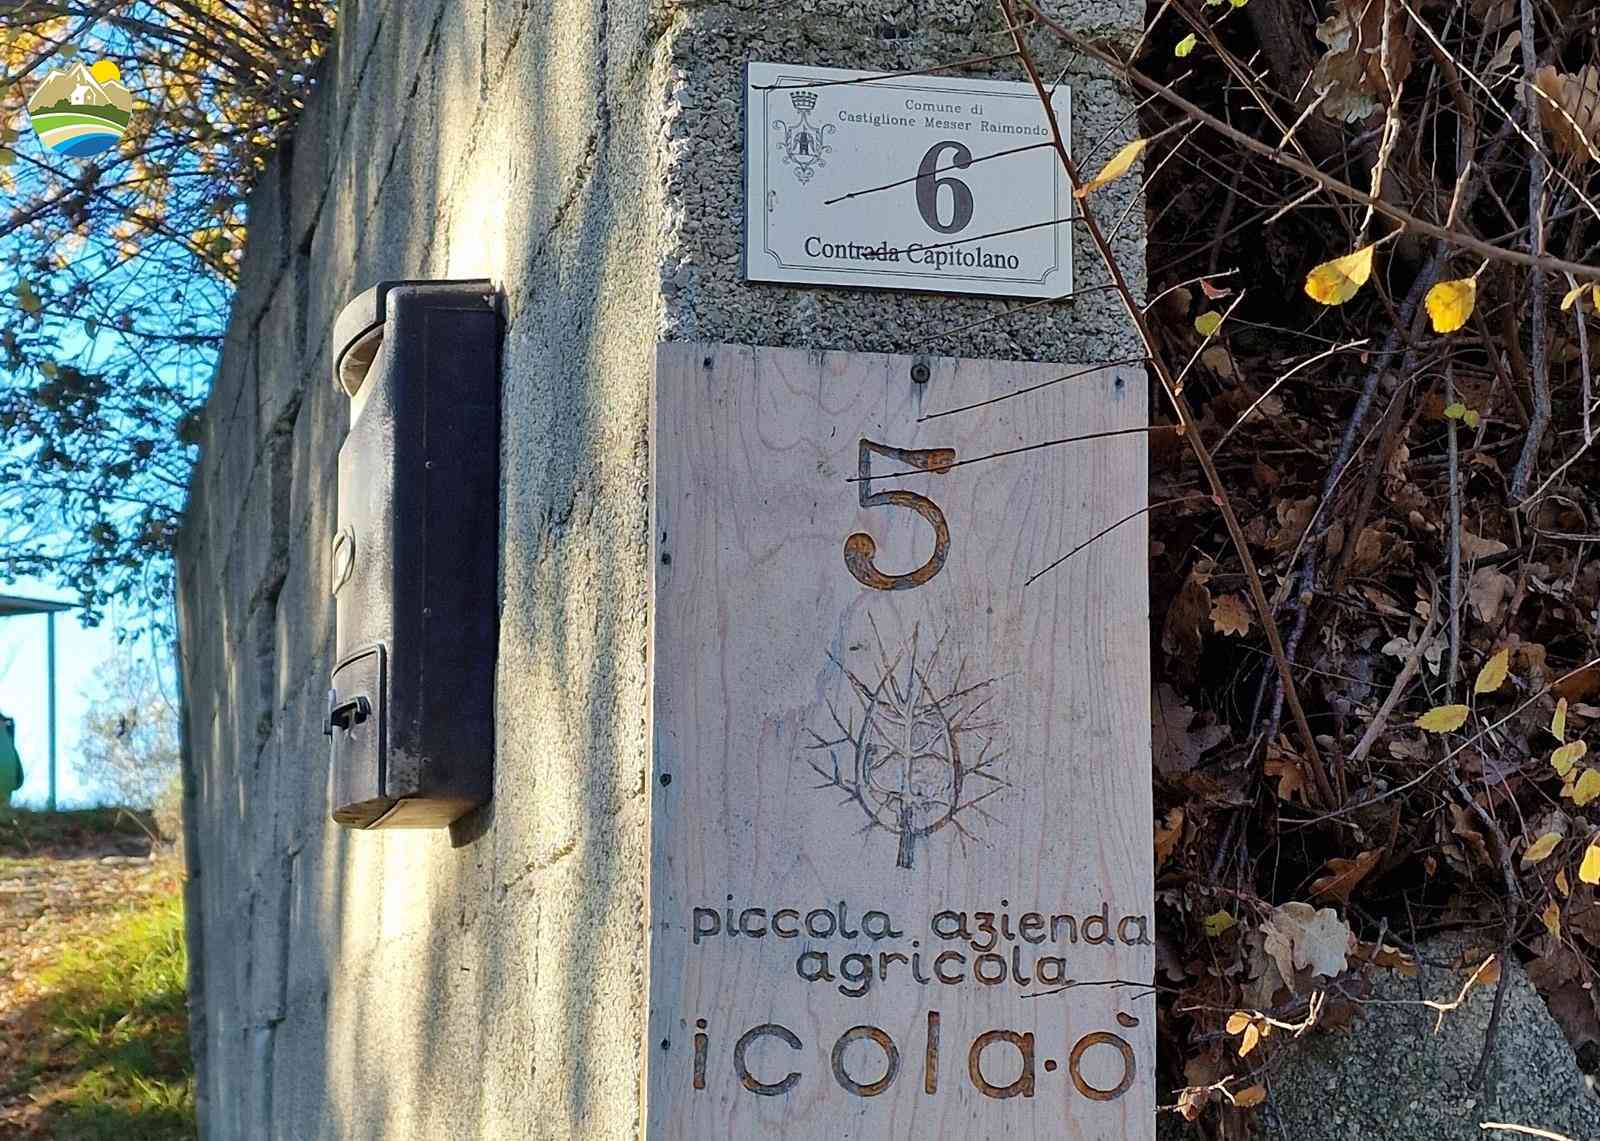 Comune di
Castiglione Messer Raimondo
6
Contrada Capitolano
5
piccola azienda
agricola
icola·ò